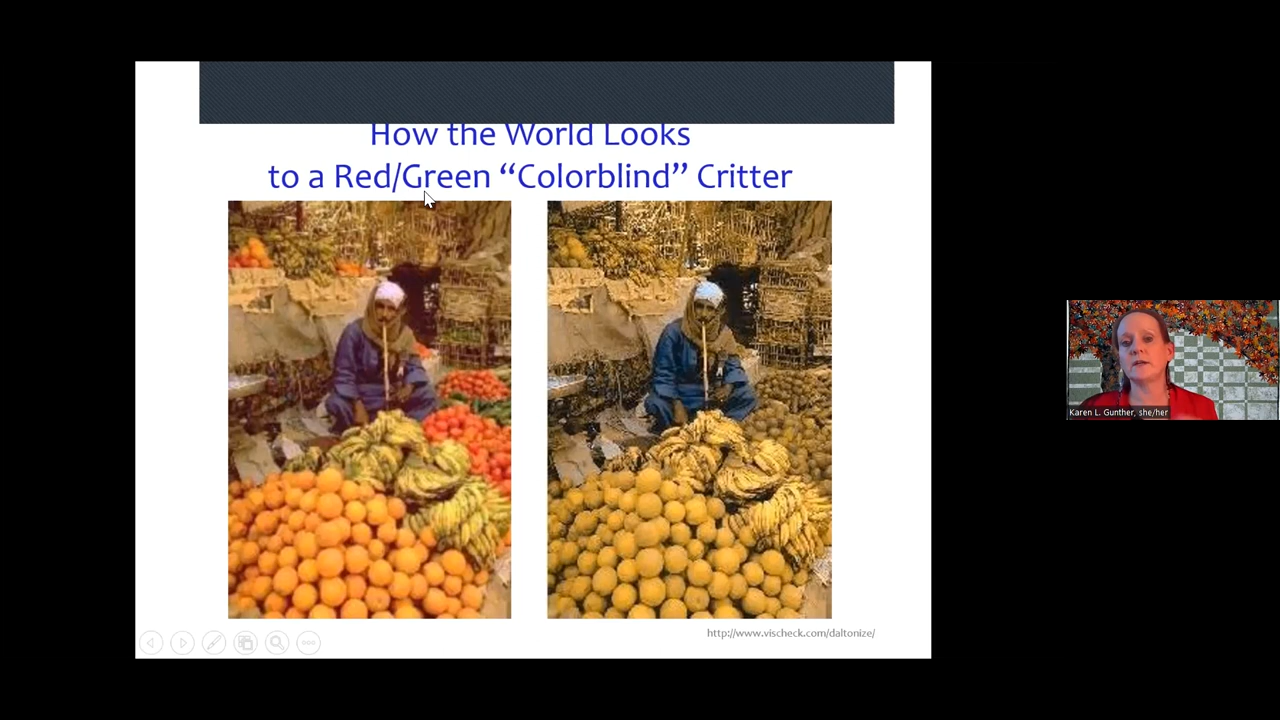 How the World Looks
to a Red/Green “Colorblind” Critter
http://www.vischeck.com/daltonize/
Karen L. Gunther, she/her